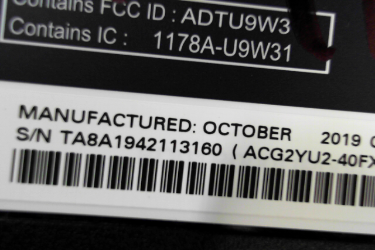 Contains FCC ID : ADTU9W3
Contains IC : 1178A-U9W31
MANUFACTURED: OCTOBER 2019
S/N TA8A1942113160 ( ACG2YU2-40FX